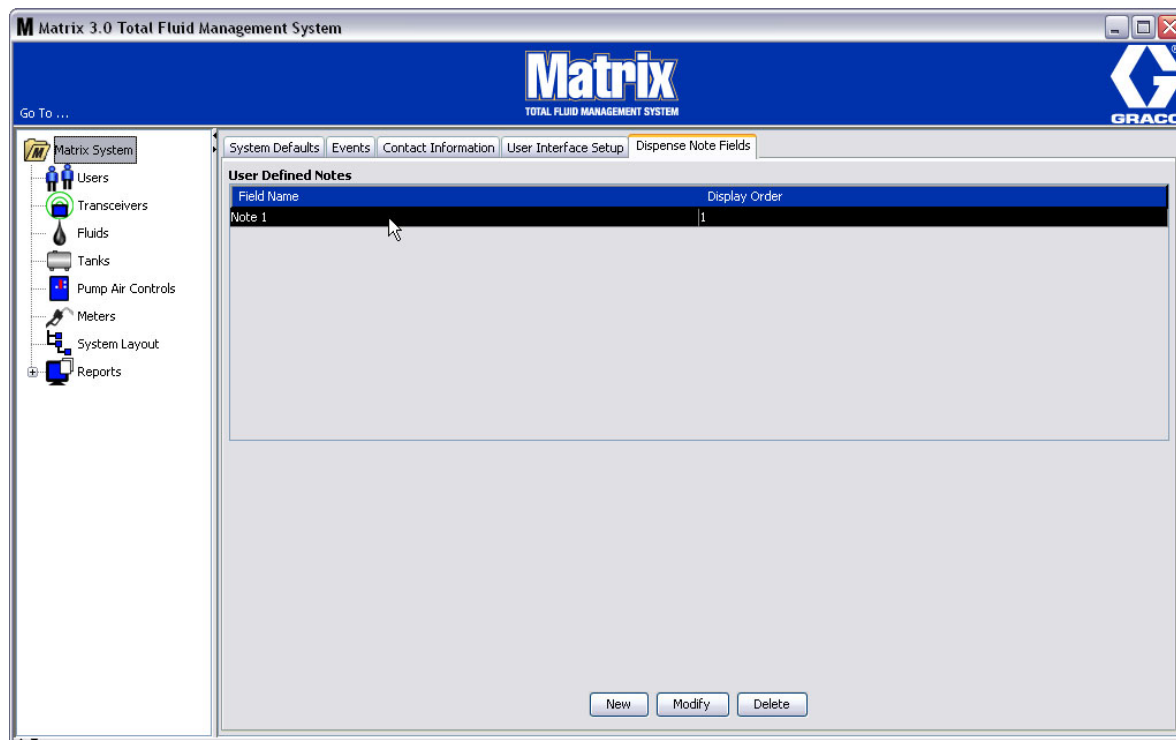 Matrix 3.0 Total Fluid Management System
Matrix
TOTAL FLUID MANAGEMENT SYSTEM
Go To ...
GRACO
Matrix System
Users
Transceivers
Fluids
Tanks
Pump Air Controls
Meters
System Layout
Reports
System Defaults Events Contact Information User Interface Setup Dispense Note Fields
User Defined Notes
Field Name Display Order
Note 1 1
New Modify Delete